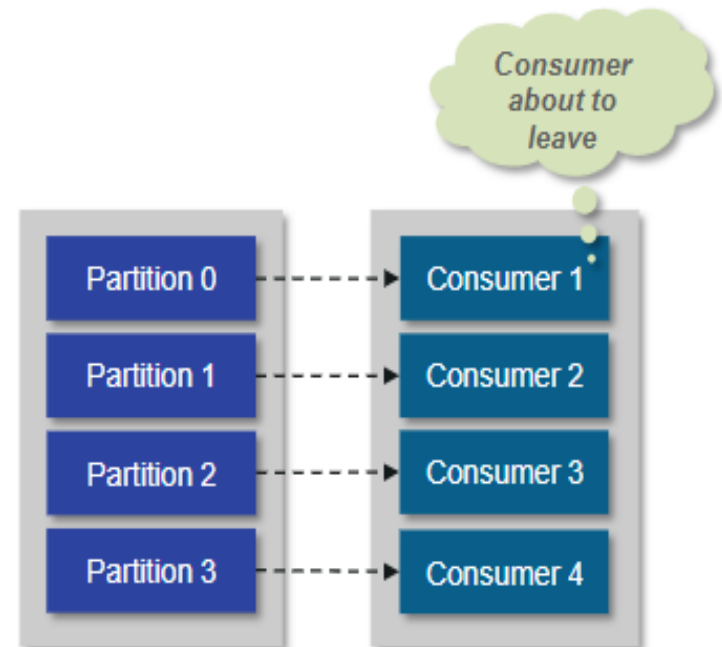 Consumer
about to
leave
Partition 0
Consumer 1
Partition 1
Consumer 2
Partition 2
Consumer 3
Partition 3
Consumer 4